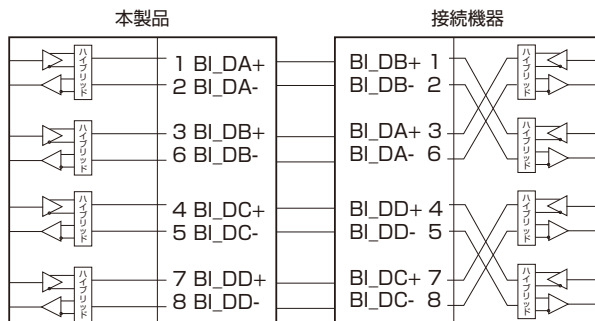 本製品
接続機器
ハイブリッド
1 BI_DA+
2 BI_DA-
BI_DB+ 1
BI_DB- 2
ハイブリッド
ハイブリッド
3 BI_DB+
6 BI_DB-
BI_DA+ 3
BI_DA- 6
ハイブリッド
ハイブリッド
4 BI_DC+
5 BI_DC-
BI_DD+ 4
BI_DD- 5
ハイブリッド
ハイブリッド
7 BI_DD+
8 BI_DD-
BI_DC+ 7
BI_DC- 8
ハイブリッド